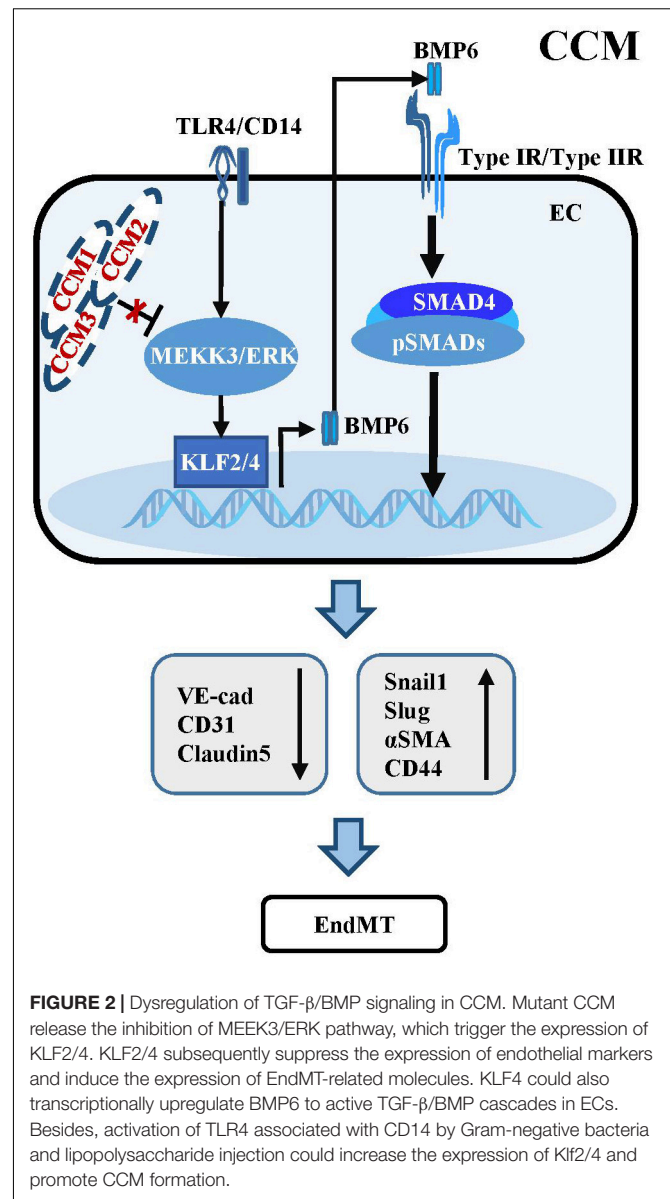 CCM
BMP6
TLR4/CD14
Type IR/Type IIR
EC
CCM1
CCM2
CCM3
SMAD4
pSMADs
MEKK3/ERK
BMP6
KLF2/4
VE-cad
CD31
Claudin5
Snail1
Slug
αSMA
CD44
EndMT
FIGURE 2 | Dysregulation of TGF-β/BMP signaling in CCM. Mutant CCM
release the inhibition of MEEK3/ERK pathway, which trigger the expression of
KLF2/4. KLF2/4 subsequently suppress the expression of endothelial markers
and induce the expression of EndMT-related molecules. KLF4 could also
transcriptionally upregulate BMP6 to active TGF-β/BMP cascades in ECs.
Besides, activation of TLR4 associated with CD14 by Gram-negative bacteria
and lipopolysaccharide injection could increase the expression of Klf2/4 and
promote CCM formation.